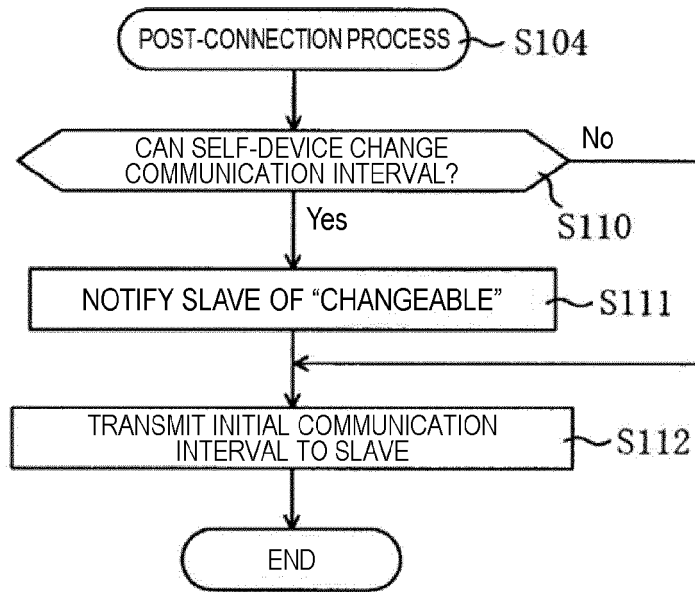 POST-CONNECTION PROCESS
S104
CAN SELF-DEVICE CHANGE
COMMUNICATION INTERVAL?
No
S110
Yes
NOTIFY SLAVE OF “CHANGEABLE”
S111
TRANSMIT INITIAL COMMUNICATION
INTERVAL TO SLAVE
S112
END